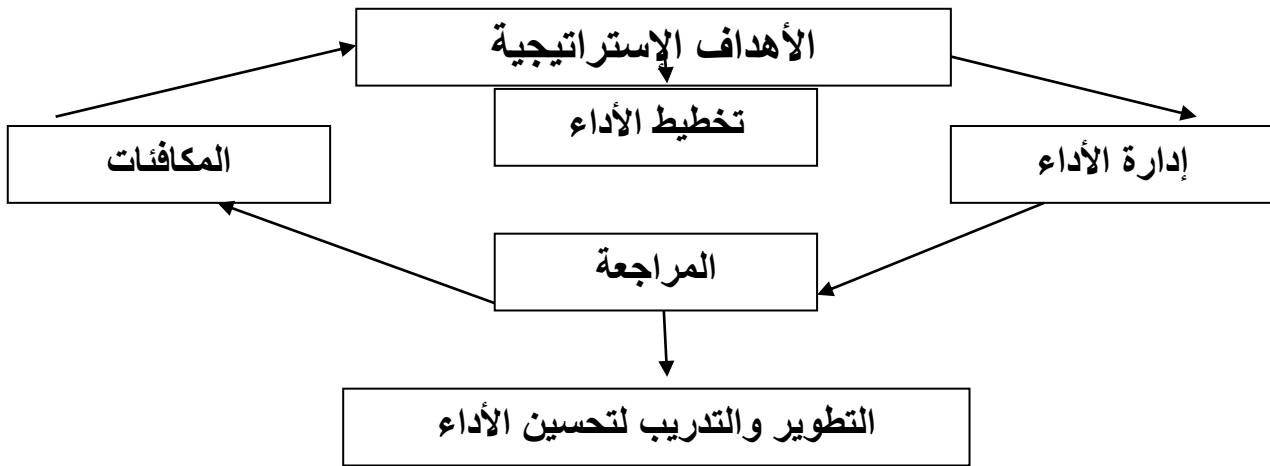 الأهداف الإستراتيجية
تخطيط الأداء
إدارة الأداء
المكافئات
المراجعة
التطوير والتدريب لتحسين الأداء